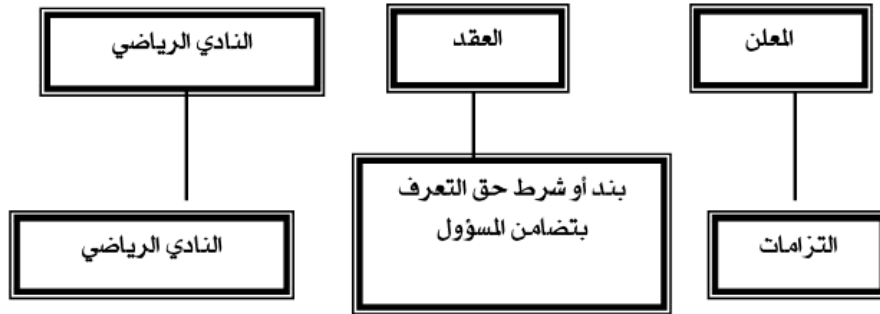 المعلن
العقد
النادي الرياضي
التزامات
بند أو شرط حق التعرف
بتضامن المسؤول
النادي الرياضي